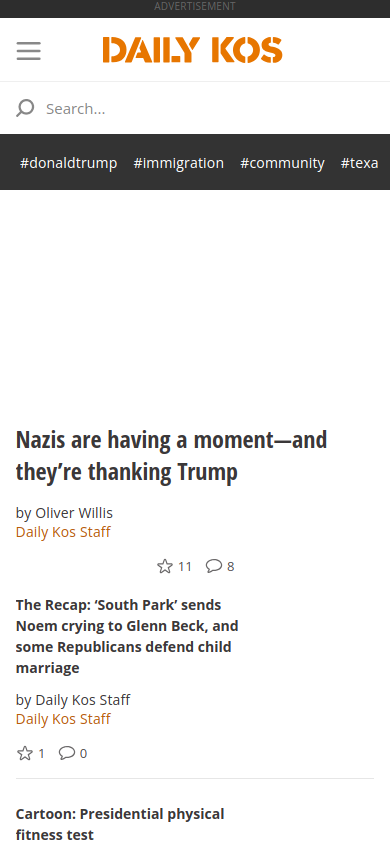 ADVERTISEMENT
DAILY KOS
Search...
#donaldtrump #immigration #community #texa
Nazis are having a moment—and
they’re thanking Trump
by Oliver Willis
Daily Kos Staff
11 8
The Recap: ‘South Park’ sends
Noem crying to Glenn Beck, and
some Republicans defend child
marriage
by Daily Kos Staff
Daily Kos Staff
1 0
Cartoon: Presidential physical
fitness test